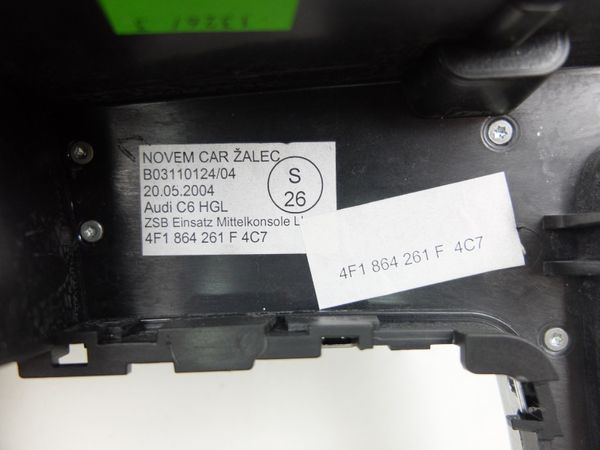 NOVEM CAR ŽALEC
B03110124/04
20.05.2004
Audi C6 HGL
ZSB Einsatz Mittelkonsole
4F1 864 261 F 4C7
S
26
4F1 864 261 F 4C7